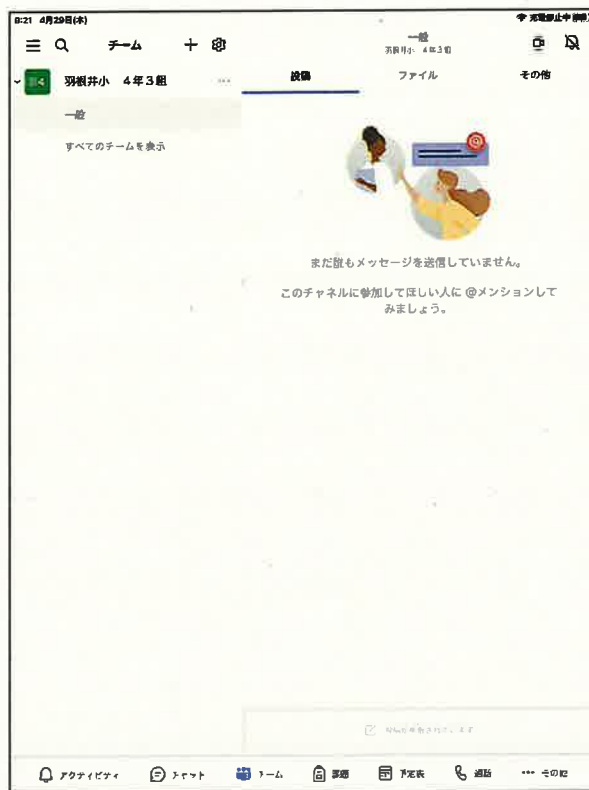 8:21 4月29日(木)
充電停止中
チーム
一般
羽根井小 4年3組
羽根井小 4年3組
投稿
ファイル
その他
一般
すべてのチームを表示
まだ誰もメッセージを送信していません。
このチャネルに参加してほしい人に @メンションして
みましょう。
アクティビティ
チャット
チーム
課題
予定表
通話
その他